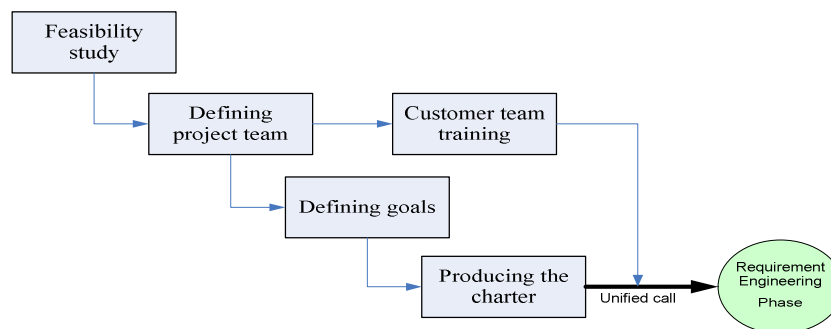 Feasibility
study
Defining
project team
Customer team
training
Defining goals
Producing the
charter
Unified call
Requirement
Engineering
Phase